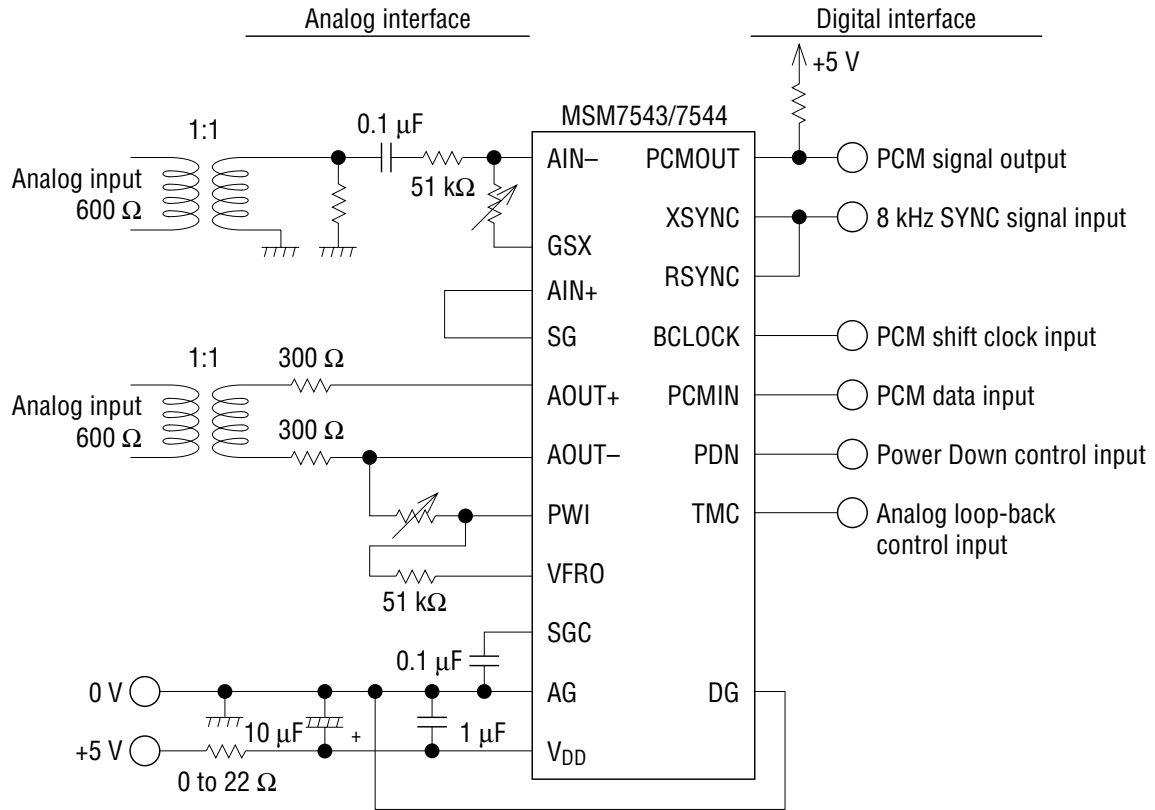 Analog interface
Digital interface
+5 V
MSM7543/7544
1:1
0.1 μF
Analog input
600 Ω
51 kΩ
AIN–
PCMOUT
PCM signal output
XSYNC
8 kHz SYNC signal input
GSX
RSYNC
AIN+
SG
BCLOCK
PCM shift clock input
1:1
300 Ω
Analog input
600 Ω
AOUT+
PCMIN
PCM data input
300 Ω
AOUT–
PDN
Power Down control input
PWI
TMC
Analog loop-back
control input
VFRO
51 kΩ
SGC
0.1 μF
0 V
AG
DG
10 μF
+
1 μF
+5 V
VDD
0 to 22 Ω